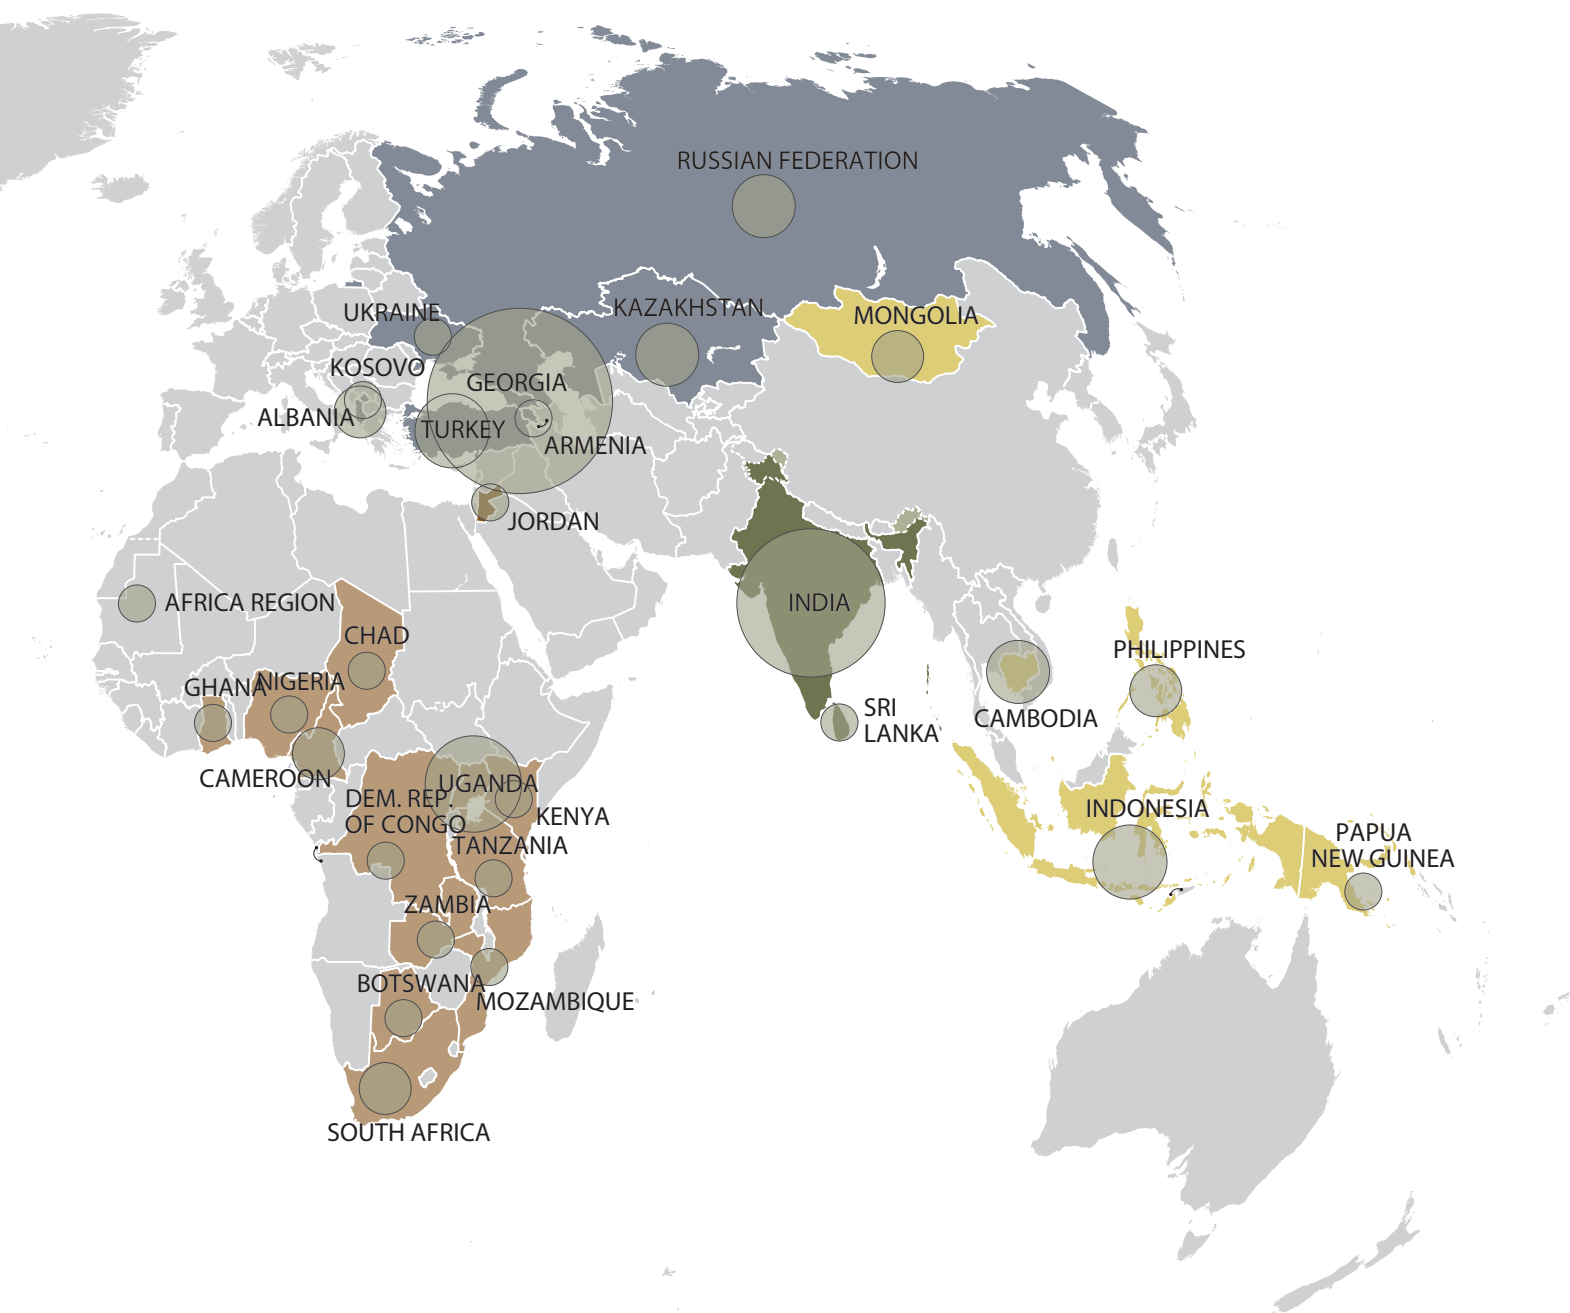 RUSSIAN FEDERATION
UKRAINE
KAZAKHSTAN
MONGOLIA
KOSOVO
GEORGIA
ALBANIA
TURKEY
ARMENIA
JORDAN
AFRICA REGION
INDIA
CHAD
PHILIPPINES
GHANA
NIGERIA
SRI
LANKA
CAMBODIA
CAMEROON
UGANDA
DEM. REP.
OF CONGO
KENYA
INDONESIA
TANZANIA
PAPUA
NEW GUINEA
ZAMBIA
BOTSWANA
MOZAMBIQUE
SOUTH AFRICA